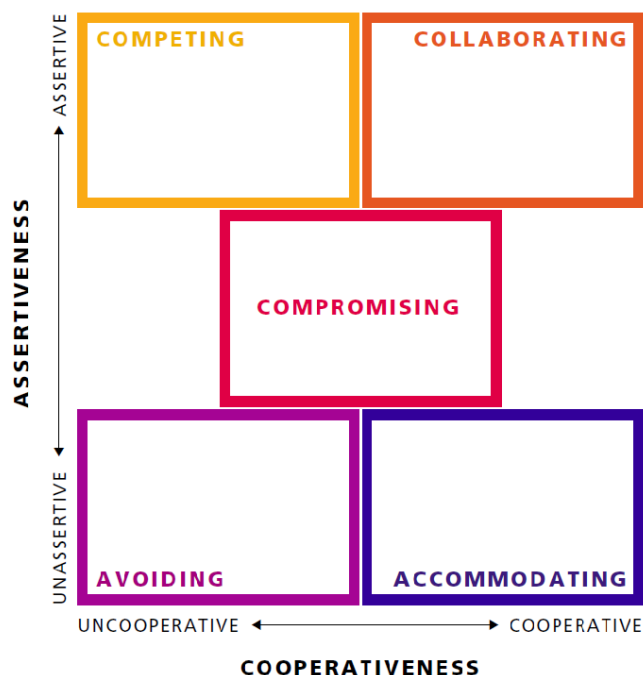 ASSERTIVE
COMPETING
COLLABORATING
ASSERTIVENESS
COMPROMISING
UNASSERTIVE
AVOIDING
ACCOMMODATING
UNCOOPERATIVE
COOPERATIVE
COOPERATIVENESS